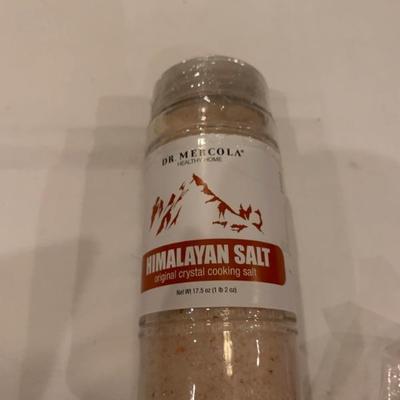 DR. MERCOLA®
HEALTHY HOME
HIMALAYAN SALT
original crystal cooking salt
Net Wt 17.5 oz (1 lb 2 oz)